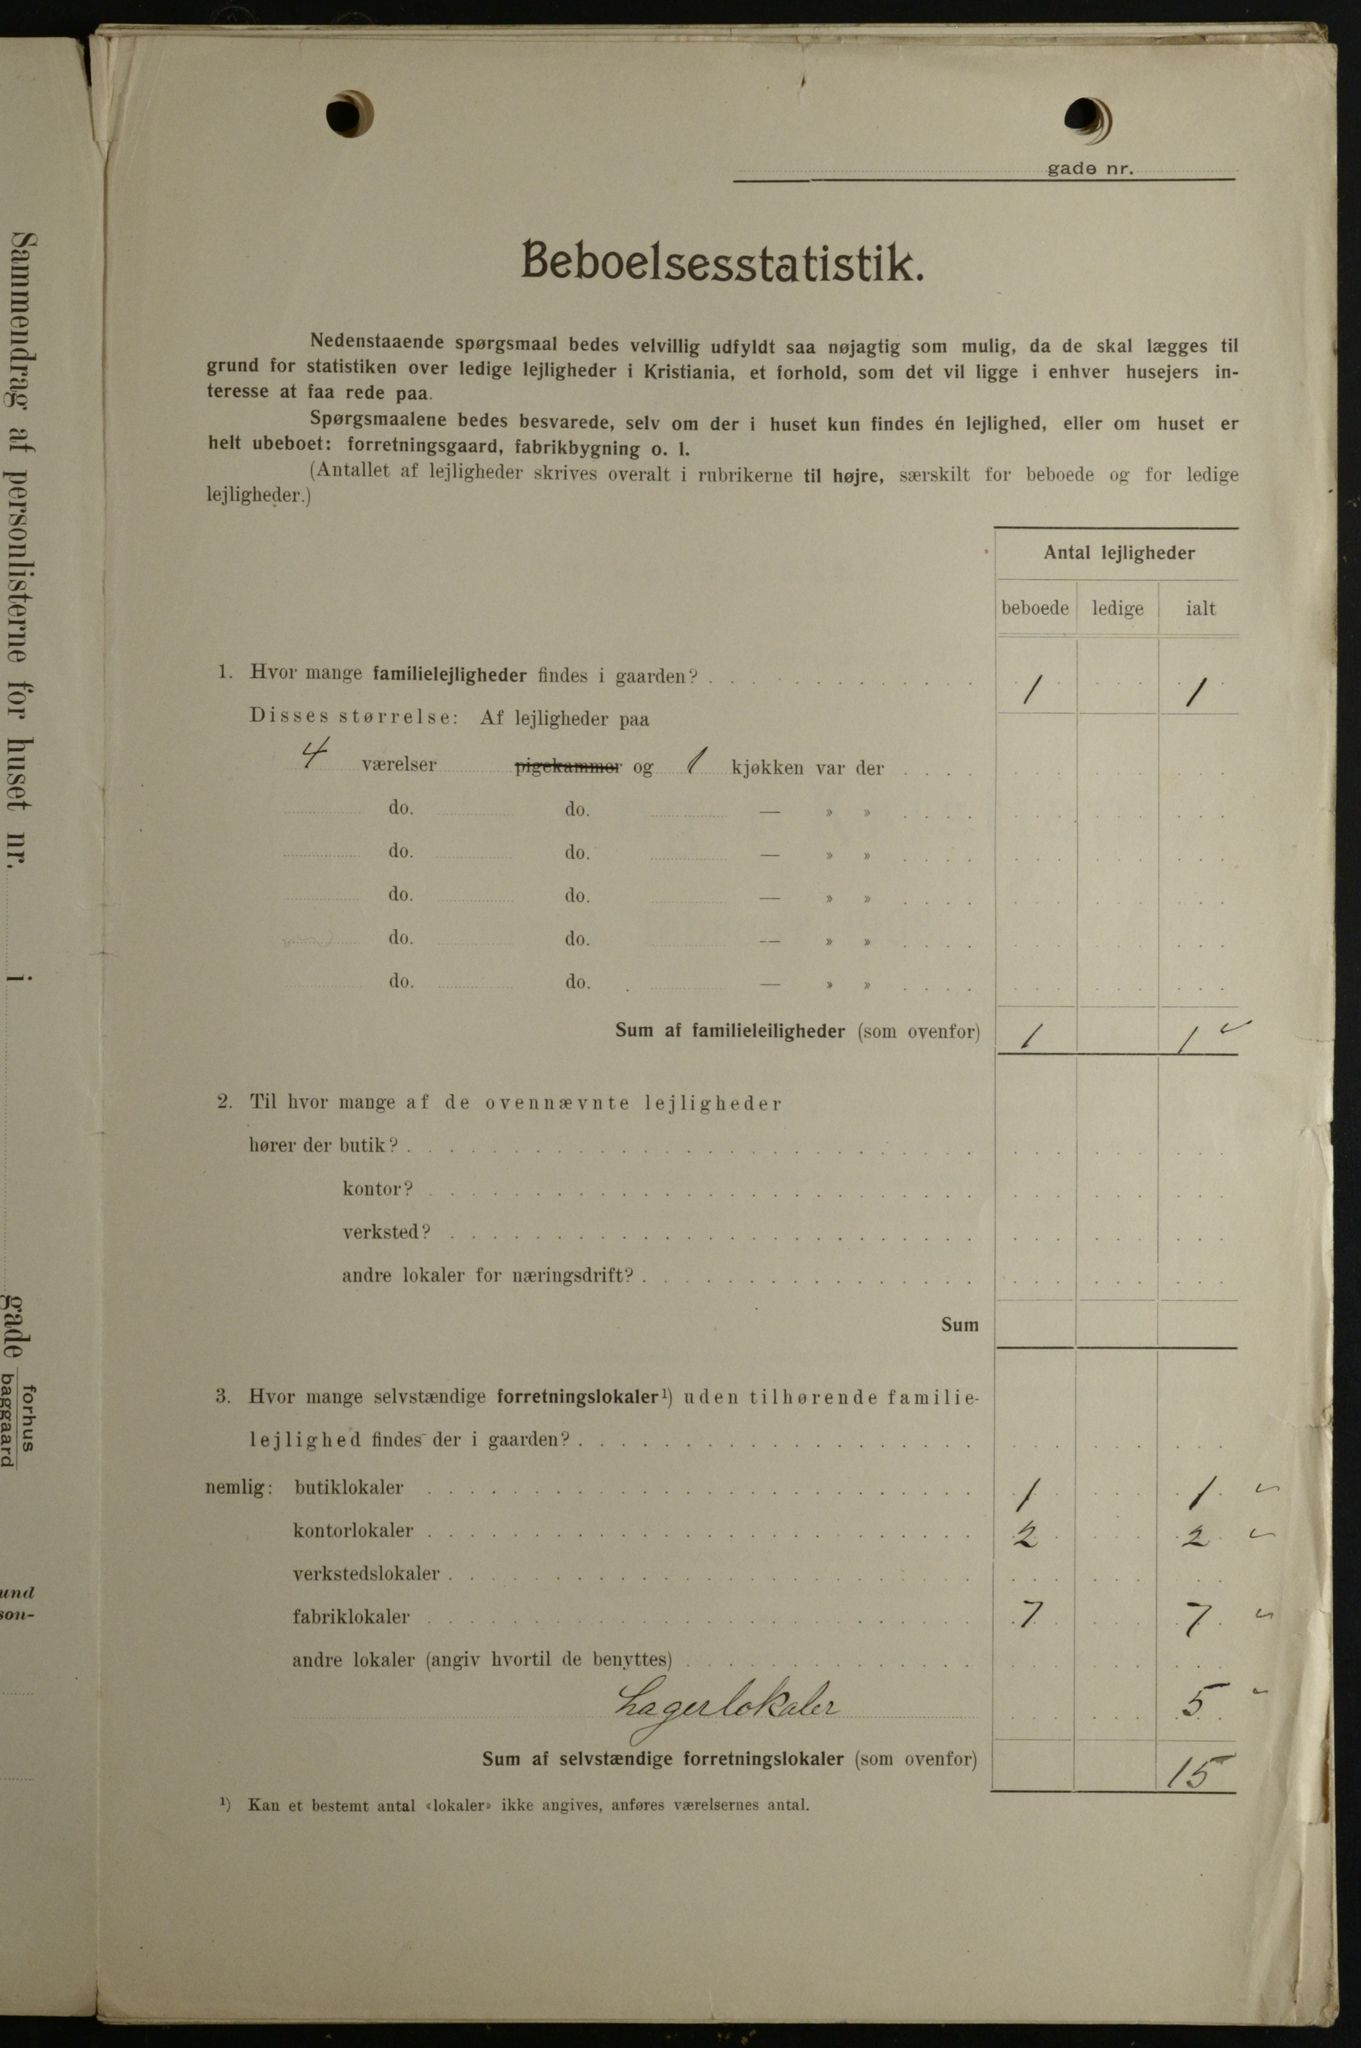 gade nr.
Beboelsesstatistik.
Nedenstaaende spørgsmaal bedes velvillig udfyldt saa nøjagtig som mulig, da de skal lægges til
grund for statistiken over ledige lejligheder i Kristiania, et forhold, som det vil ligge i enhver husejers in-
teresse at faa rede paa.
Spørgsmaalene bedes besvarede, selv om der i huset kun findes én lejlighed, eller om huset er
helt ubeboet: forretningsgaard, fabrikbygning o. l.
(Antallet af lejligheder skrives overalt i rubrikerne til højre, særskilt for beboede og for ledige
lejligheder.)
Antal lejligheder
beboede ledige ialt
1. Hvor mange familielejligheder findes i gaarden? 1 1
Disses størrelse: Af lejligheder paa
4 værelser pigekammer og 1 kjøkken var der
do. do. — » »
do. do. — » »
do. do. — » »
do. do. — » »
do. do. — » »
Sum af familieleiligheder (som ovenfor) 1 1
2. Til hvor mange af de ovennævnte lejligheder
hører der butik?
kontor?
verksted?
andre lokaler for næringsdrift?
Sum
3. Hvor mange selvstændige forretningslokaler¹) uden tilhørende familie-
lejlighed findes der i gaarden?
nemlig: butiklokaler 1 1
kontorlokaler 2 2
verkstedslokaler
fabriklokaler 7 7
andre lokaler (angiv hvortil de benyttes)
Lagerlokaler 5
Sum af selvstændige forretningslokaler (som ovenfor) 15
¹) Kan et bestemt antal «lokaler» ikke angives, anføres værelsernes antal.
Sammendrag af personlisterne for huset nr. i gade forhus
baggaard
und
son-